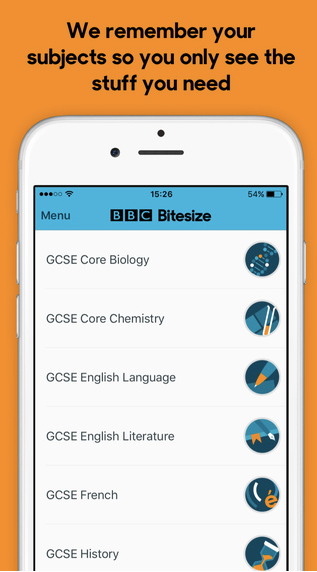 We remember your
subjects so you only see the
stuff you need
15:26
54%
Menu
BBC Bitesize
GCSE Core Biology
GCSE Core Chemistry
GCSE English Language
GCSE English Literature
GCSE French
é
GCSE History